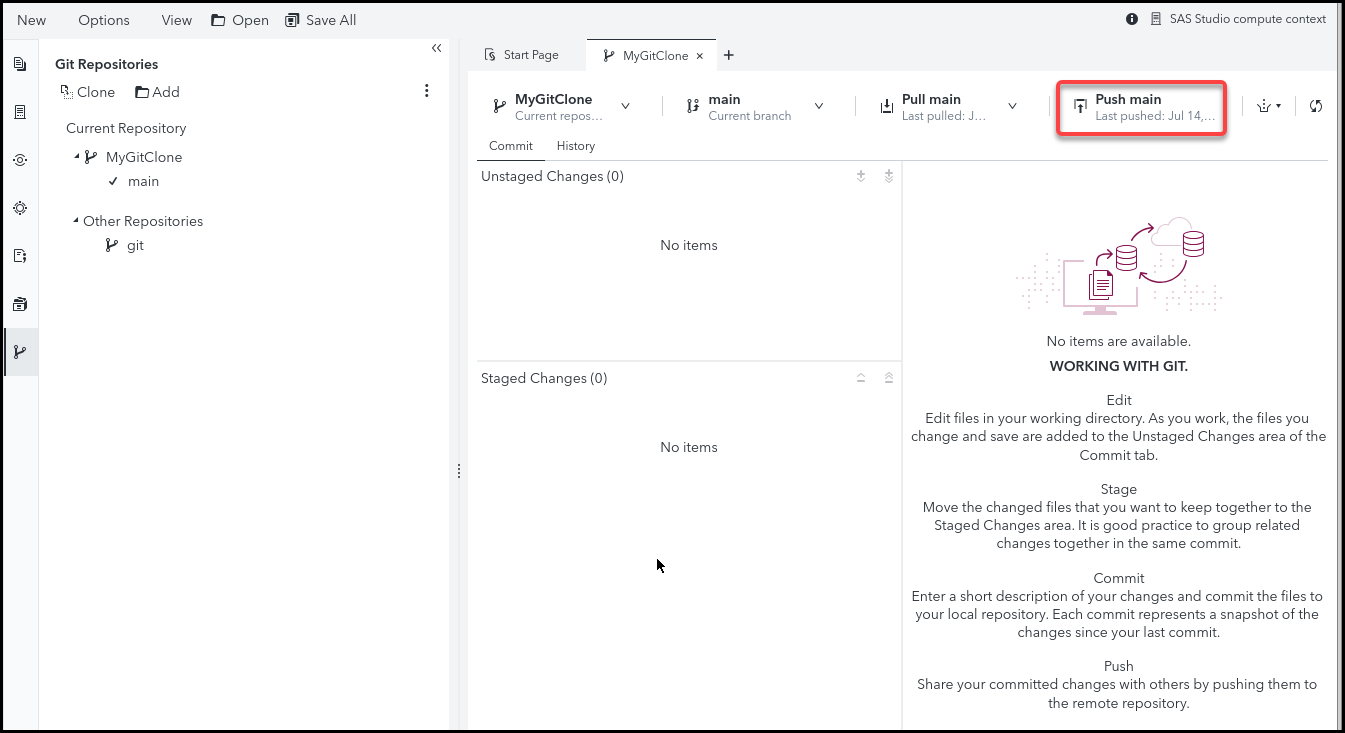 New Options View Open Save All SAS Studio compute context
Git Repositories
Clone Add
Current Repository
MyGitClone
main
Other Repositories
git
Start Page MyGitClone
MyGitClone
Current repos...
main
Current branch
Pull main
Last pulled: J...
Push main
Last pushed: Jul 14,...
Commit History
Unstaged Changes (0)
No items
Staged Changes (0)
No items
No items are available.
WORKING WITH GIT.
Edit
Edit files in your working directory. As you work, the files you
change and save are added to the Unstaged Changes area of the
Commit tab.
Stage
Move the changed files that you want to keep together to the
Staged Changes area. It is good practice to group related
changes together in the same commit.
Commit
Enter a short description of your changes and commit the files to
your local repository. Each commit represents a snapshot of the
changes since your last commit.
Push
Share your committed changes with others by pushing them to
the remote repository.